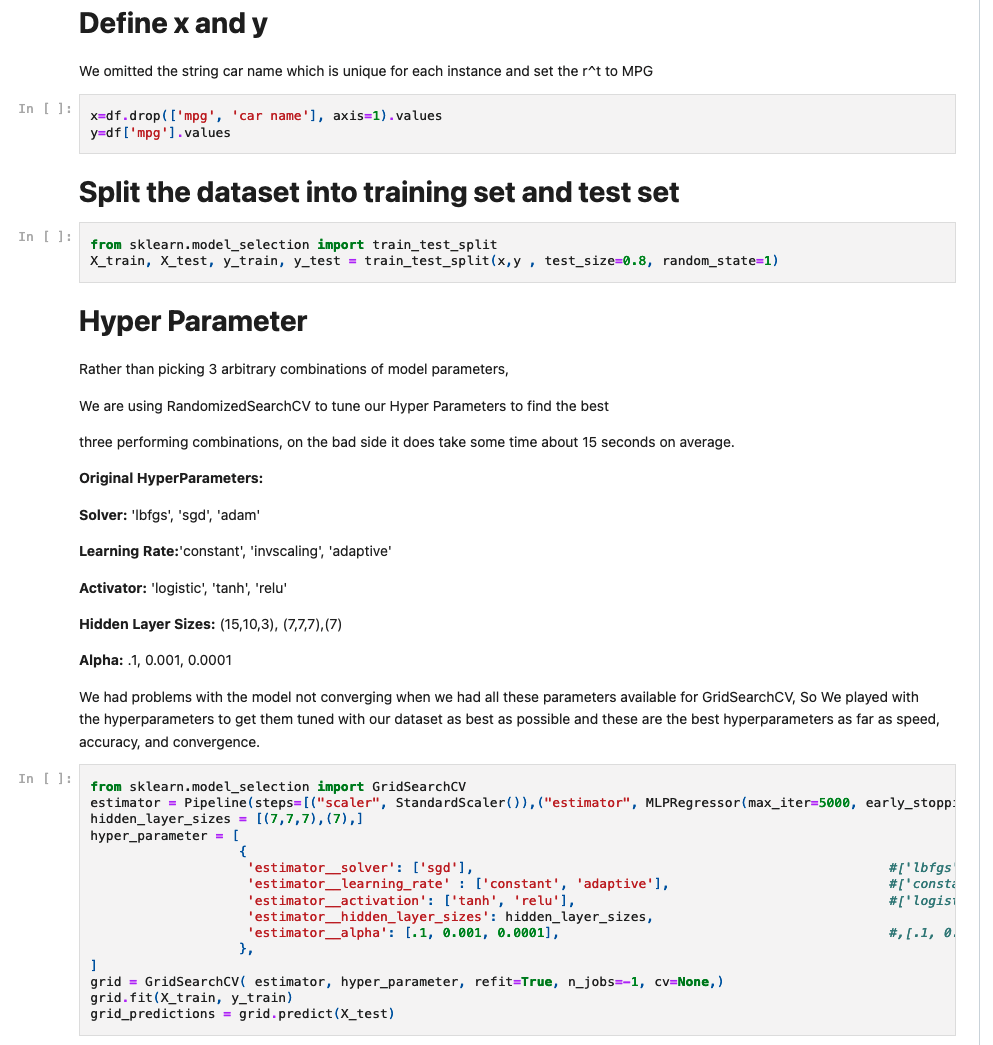 Define x and y
We omitted the string car name which is unique for each instance and set the r^t to MPG
In [ ]:
x=df.drop(['mpg', 'car name'], axis=1).values
y=df['mpg'].values
Split the dataset into training set and test set
In [ ]:
from sklearn.model_selection import train_test_split
X_train, X_test, y_train, y_test = train_test_split(x,y , test_size=0.8, random_state=1)
Hyper Parameter
Rather than picking 3 arbitrary combinations of model parameters,
We are using RandomizedSearchCV to tune our Hyper Parameters to find the best
three performing combinations, on the bad side it does take some time about 15 seconds on average.
Original HyperParameters:
Solver: 'lbfgs', 'sgd', 'adam'
Learning Rate:'constant', 'invscaling', 'adaptive'
Activator: 'logistic', 'tanh', 'relu'
Hidden Layer Sizes: (15,10,3), (7,7,7),(7)
Alpha: .1, 0.001, 0.0001
We had problems with the model not converging when we had all these parameters available for GridSearchCV, So We played with
the hyperparameters to get them tuned with our dataset as best as possible and these are the best hyperparameters as far as speed,
accuracy, and convergence.
In [ ]:
from sklearn.model_selection import GridSearchCV
estimator = Pipeline(steps=[("scaler", StandardScaler()),("estimator", MLPRegressor(max_iter=5000, early_stoppi
hidden_layer_sizes = [(7,7,7),(7),]
hyper_parameter = [
{
'estimator__solver': ['sgd'], #['lbfgs'
'estimator__learning_rate' : ['constant', 'adaptive'], #['consta
'estimator__activation': ['tanh', 'relu'], #['logist
'estimator__hidden_layer_sizes': hidden_layer_sizes,
'estimator__alpha': [.1, 0.001, 0.0001], #,[.1, 0.
},
]
grid = GridSearchCV( estimator, hyper_parameter, refit=True, n_jobs=-1, cv=None,)
grid.fit(X_train, y_train)
grid_predictions = grid.predict(X_test)